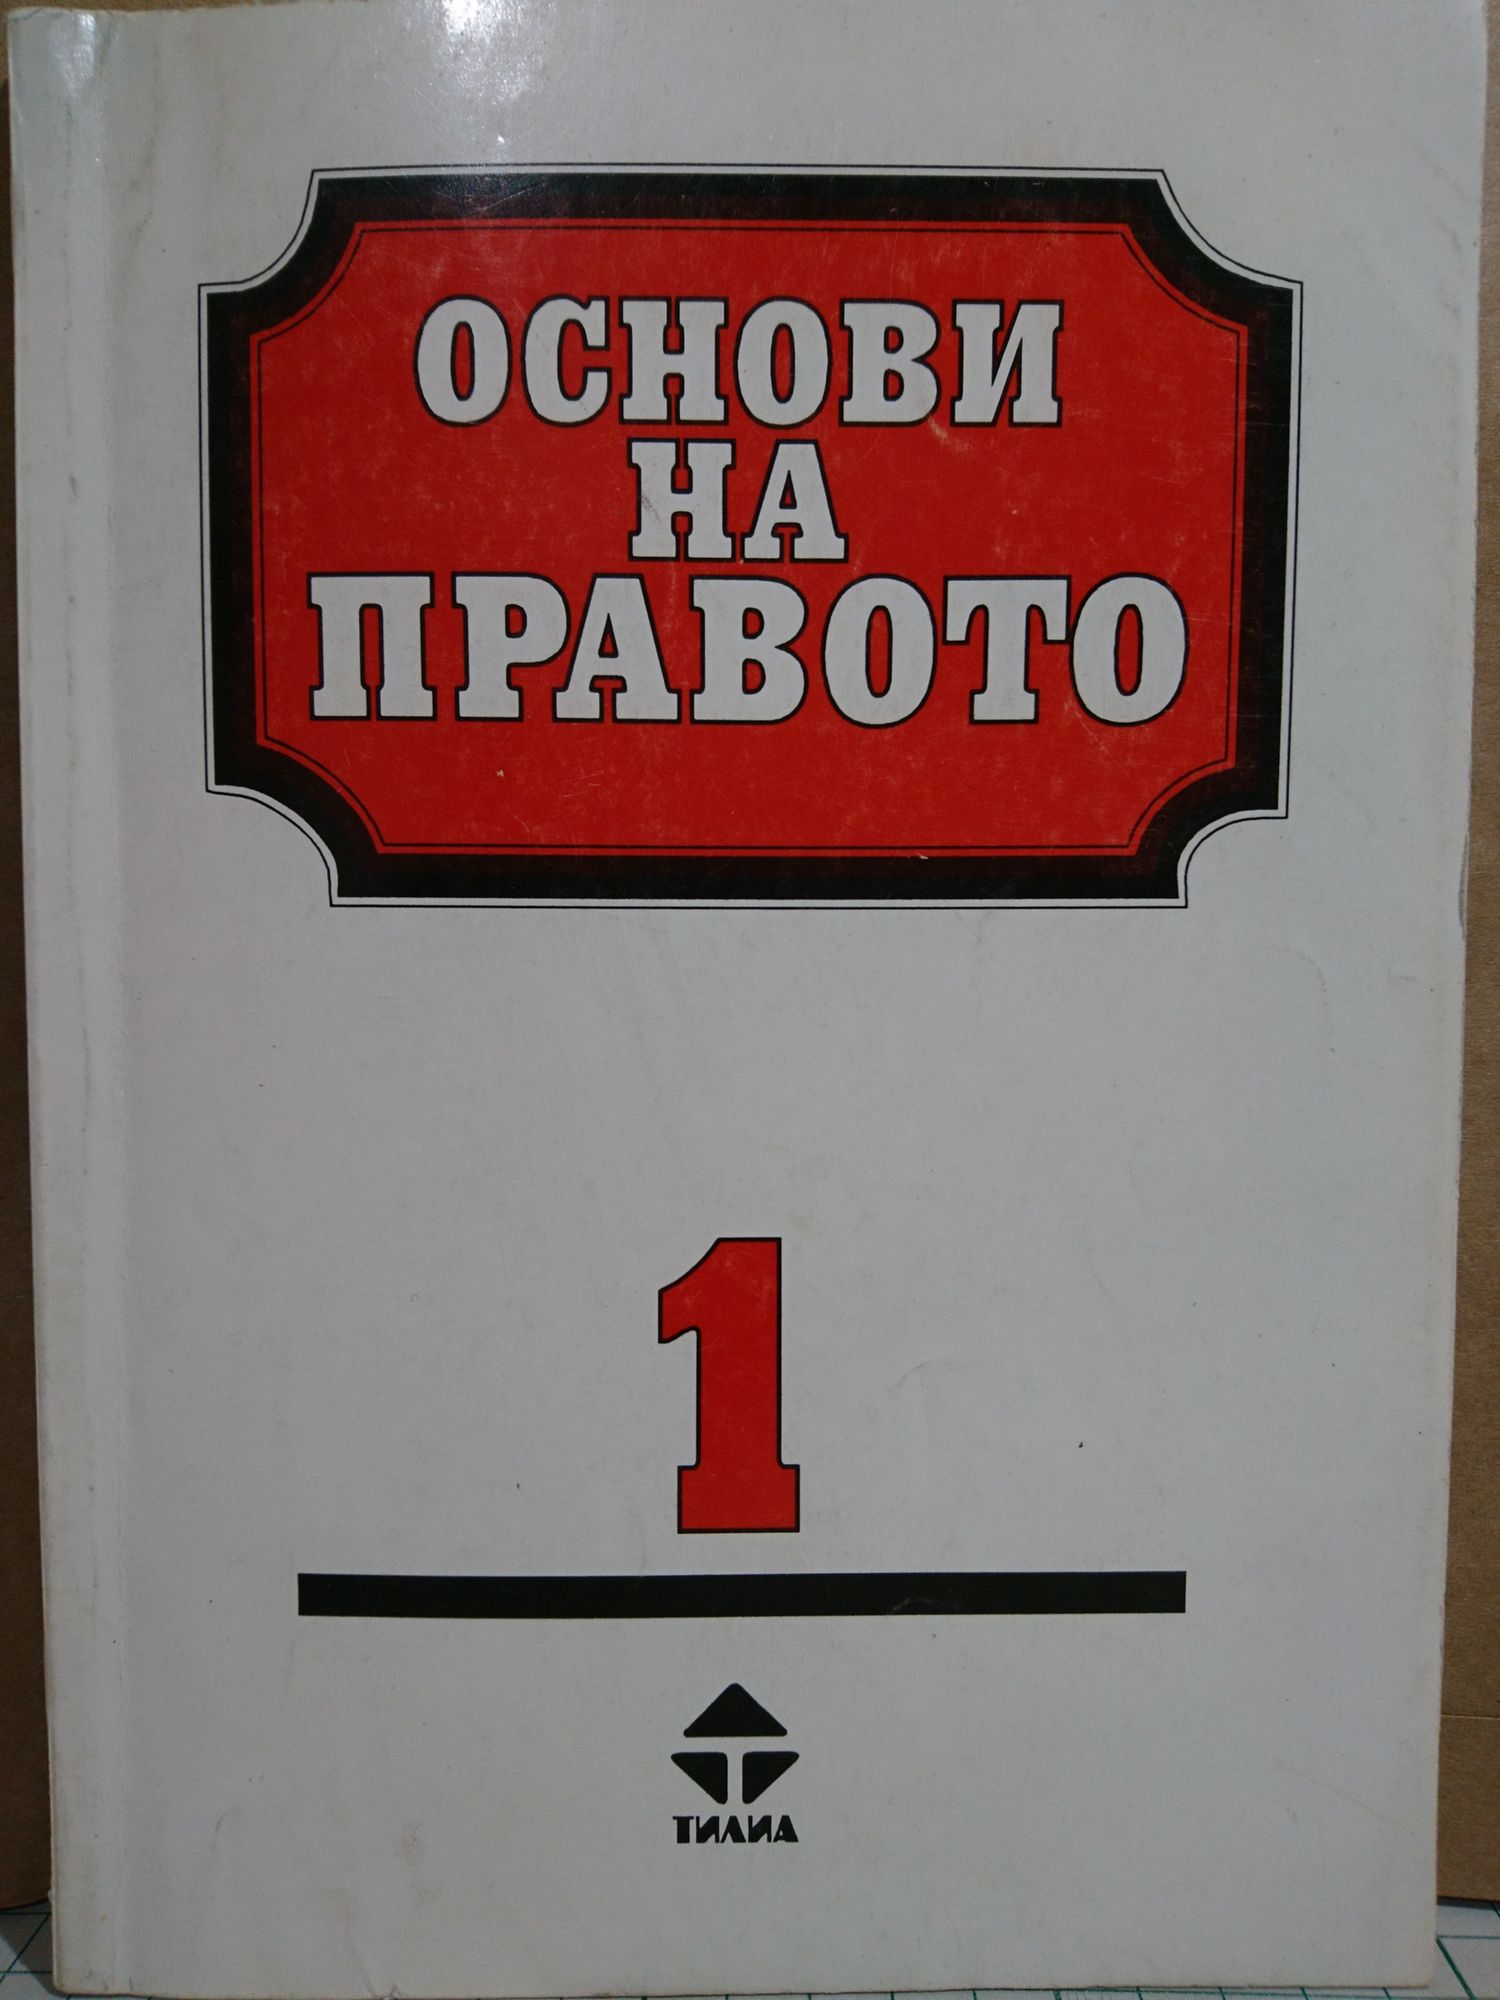 ОСНОВИ
НА
ПРАВОТО
1
ТИЛИА